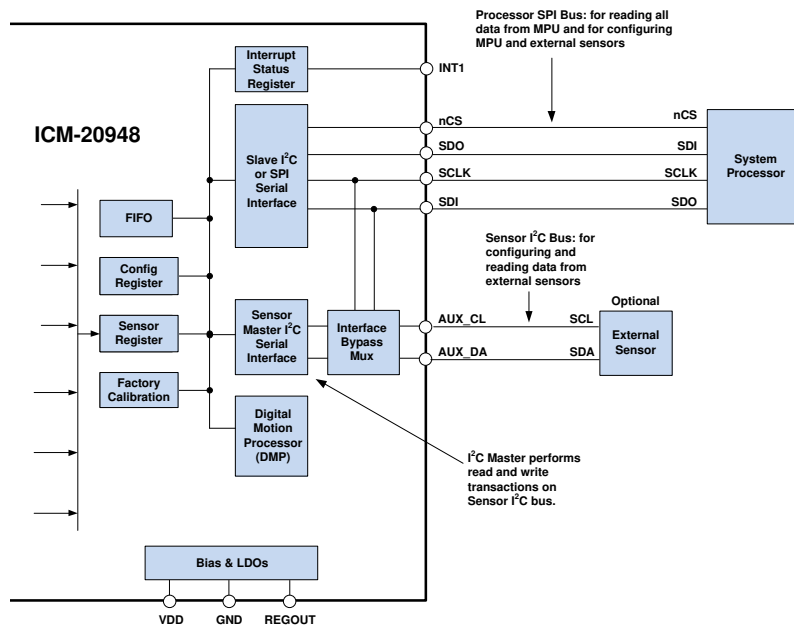 Processor SPI Bus: for reading all
data from MPU and for configuring
MPU and external sensors
Interrupt
Status
Register
INT1
ICM-20948
Slave I²C
or SPI
Serial
Interface
nCS
nCS
SDO
SDI
SCLK
SCLK
SDI
SDO
System
Processor
FIFO
Config
Register
Sensor
Register
Factory
Calibration
Sensor I²C Bus: for
configuring and
reading data from
external sensors
Sensor
Master I²C
Serial
Interface
Interface
Bypass
Mux
AUX_CL
SCL
AUX_DA
SDA
Optional
External
Sensor
Digital
Motion
Processor
(DMP)
I²C Master performs
read and write
transactions on
Sensor I²C bus.
Bias & LDOs
VDD
GND
REGOUT